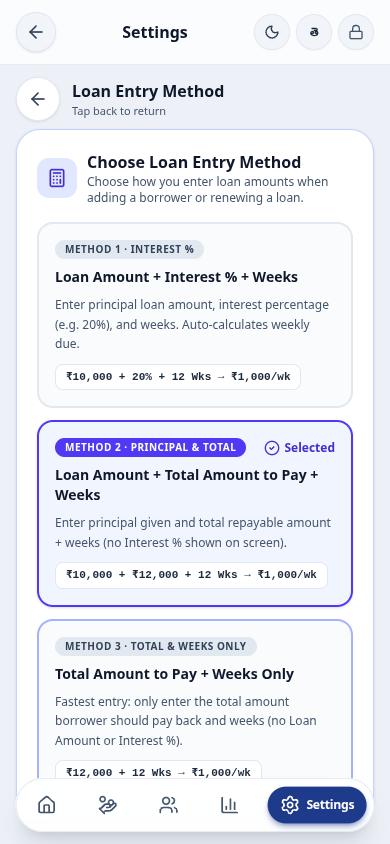 Settings
a
Loan Entry Method
Tap back to return
Choose Loan Entry Method
Choose how you enter loan amounts when
adding a borrower or renewing a loan.
METHOD 1 · INTEREST %
Loan Amount + Interest % + Weeks
Enter principal loan amount, interest percentage
(e.g. 20%), and weeks. Auto-calculates weekly
due.
₹10,000 + 20% + 12 Wks → ₹1,000/wk
METHOD 2 · PRINCIPAL & TOTAL
Selected
Loan Amount + Total Amount to Pay +
Weeks
Enter principal given and total repayable amount
+ weeks (no Interest % shown on screen).
₹10,000 + ₹12,000 + 12 Wks → ₹1,000/wk
METHOD 3 · TOTAL & WEEKS ONLY
Total Amount to Pay + Weeks Only
Fastest entry: only enter the total amount
borrower should pay back and weeks (no Loan
Amount or Interest %).
₹12,000 + 12 Wks → ₹1,000/wk
Settings